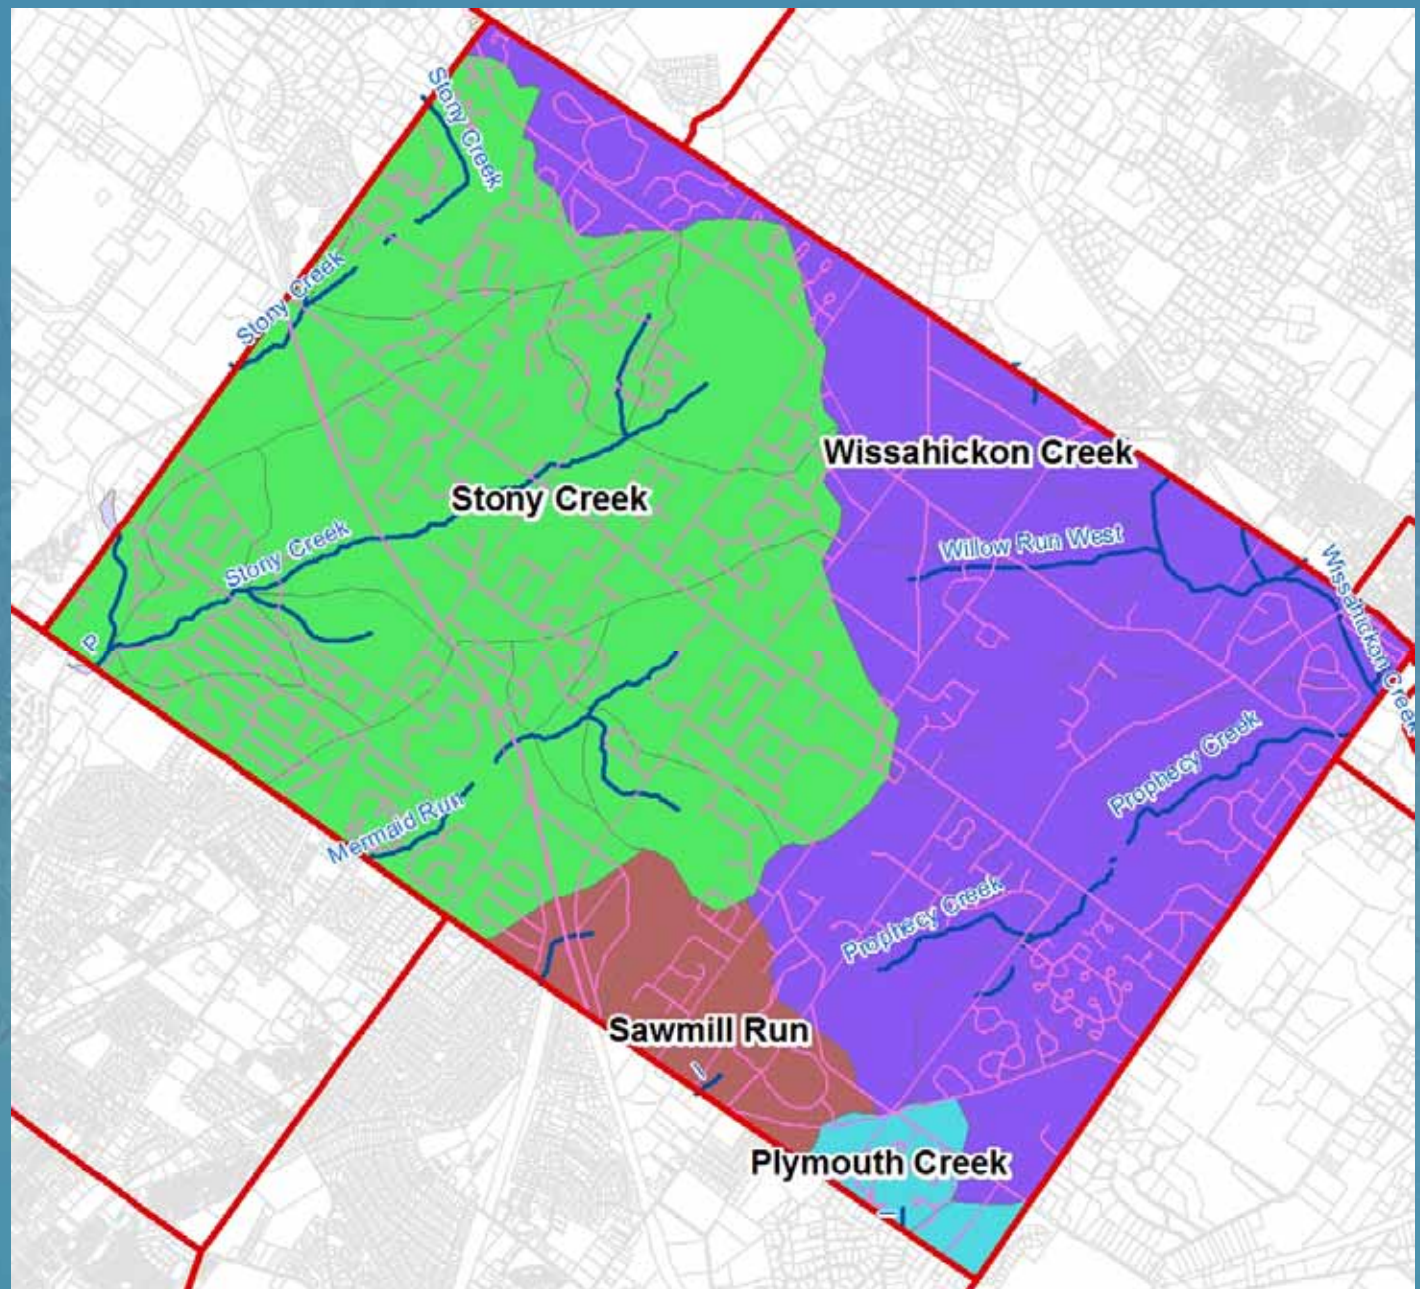 Stony Creek
Stony Creek
Wissahickon Creek
Stony Creek
Willow Run West
Stony Creek
Wissahickon Creek
P
Prophecy Creek
Mermaid Run
Prophecy Creek
Sawmill Run
Plymouth Creek